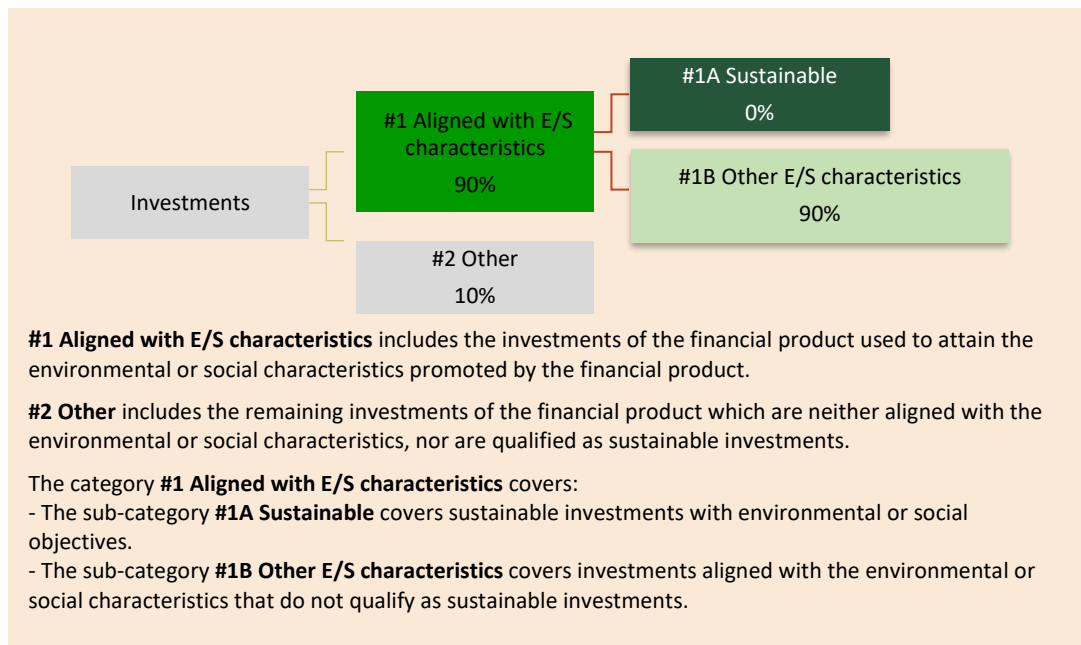 #1A Sustainable
0%
#1 Aligned with E/S
characteristics
90%
#1B Other E/S characteristics
90%
Investments
#2 Other
10%
#1 Aligned with E/S characteristics includes the investments of the financial product used to attain the
environmental or social characteristics promoted by the financial product.
#2 Other includes the remaining investments of the financial product which are neither aligned with the
environmental or social characteristics, nor are qualified as sustainable investments.
The category #1 Aligned with E/S characteristics covers:
- The sub-category #1A Sustainable covers sustainable investments with environmental or social
objectives.
- The sub-category #1B Other E/S characteristics covers investments aligned with the environmental or
social characteristics that do not qualify as sustainable investments.